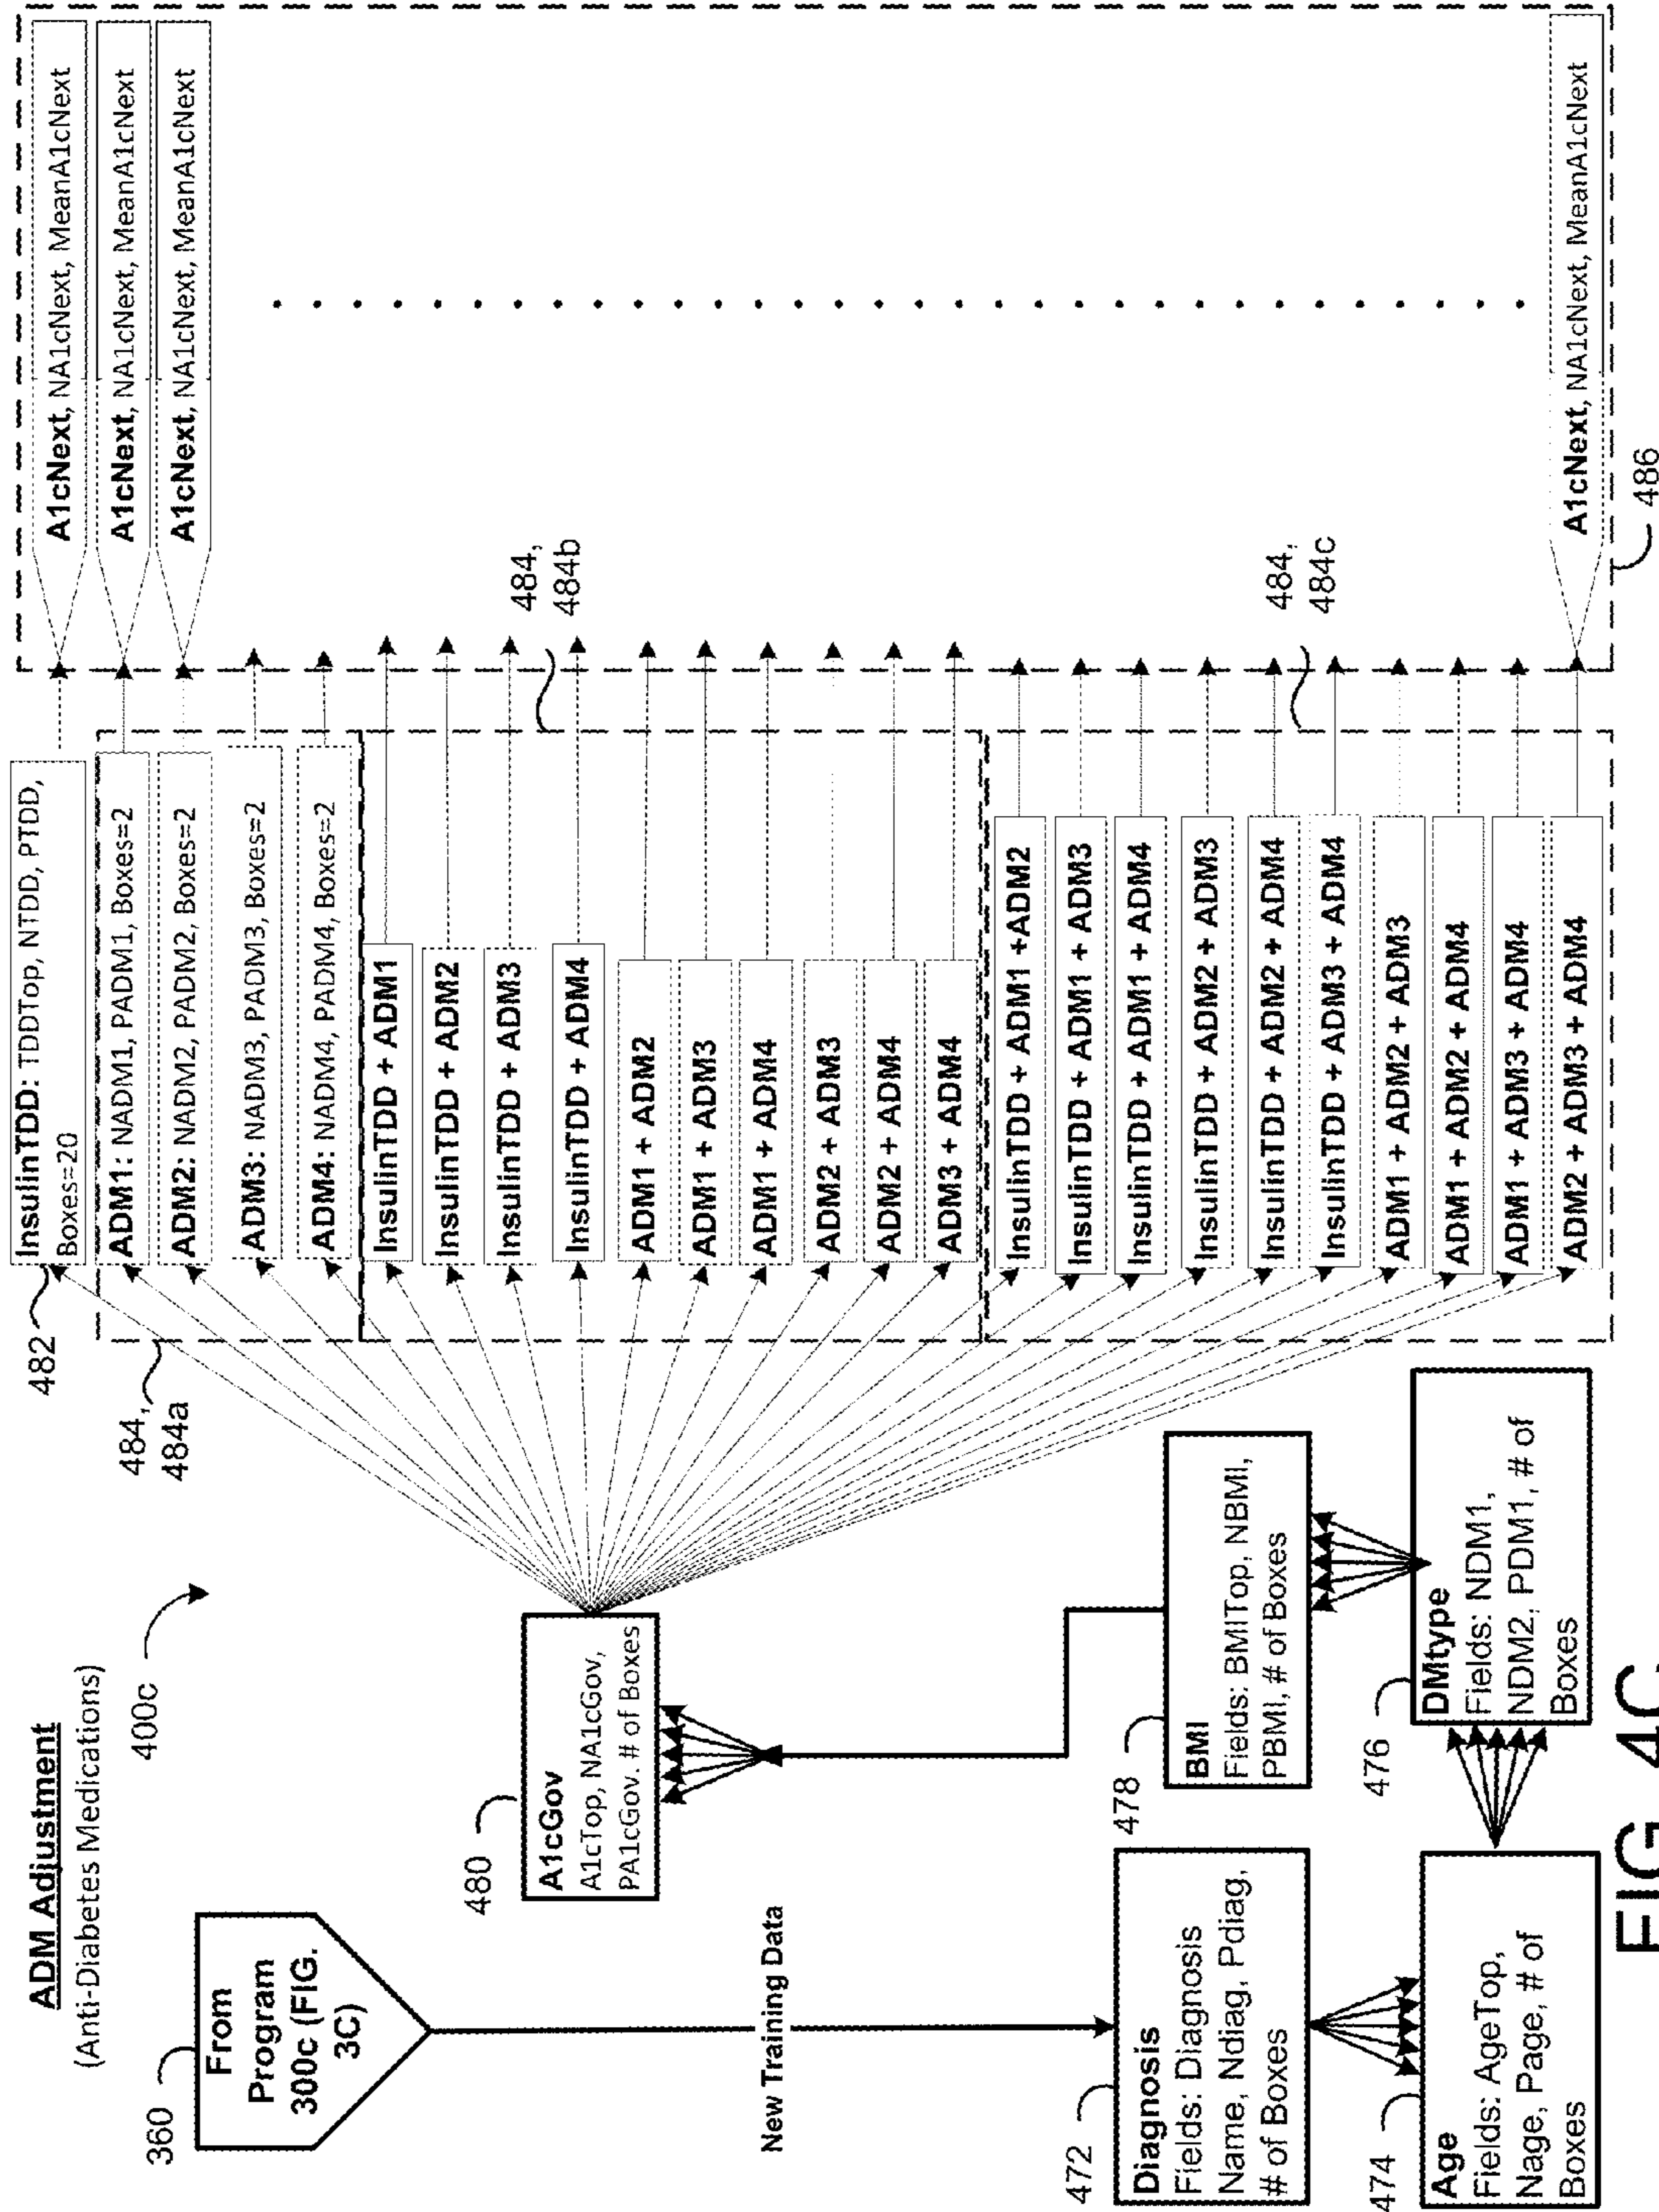 ADM Adjustment
(Anti-Diabetes Medications)
400c
360
From
Program
300c (FIG.
3C)
New Training Data
472
Diagnosis
Fields: Diagnosis
Name, Ndiag, Pdiag,
# of Boxes
474
Age
Fields: AgeTop,
Nage, Page, # of
Boxes
476
DMtype
Fields: NDM1,
NDM2, PDM1, # of
Boxes
478
BMI
Fields: BMITop, NBMI,
PBMI, # of Boxes
480
A1cGov
A1cTop, NA1cGov,
PA1cGov. # of Boxes
482
InsulinTDD: TDDTop, NTDD, PTDD,
Boxes=20
484,
484a
ADM1: NADM1, PADM1, Boxes=2
ADM2: NADM2, PADM2, Boxes=2
ADM3: NADM3, PADM3, Boxes=2
ADM4: NADM4, PADM4, Boxes=2
484,
484b
InsulinTDD + ADM1
InsulinTDD + ADM2
InsulinTDD + ADM3
InsulinTDD + ADM4
ADM1 + ADM2
ADM1 + ADM3
ADM1 + ADM4
ADM2 + ADM3
ADM2 + ADM4
ADM3 + ADM4
484,
484c
InsulinTDD + ADM1 +ADM2
InsulinTDD + ADM1 + ADM3
InsulinTDD + ADM1 + ADM4
InsulinTDD + ADM2 + ADM3
InsulinTDD + ADM2 + ADM4
InsulinTDD + ADM3 + ADM4
ADM1 + ADM2 + ADM3
ADM1 + ADM2 + ADM4
ADM1 + ADM3 + ADM4
ADM2 + ADM3 + ADM4
A1cNext, NA1cNext, MeanA1cNext
A1cNext, NA1cNext, MeanA1cNext
A1cNext, NA1cNext, MeanA1cNext
A1cNext, NA1cNext, MeanA1cNext
486
FIG. 4C